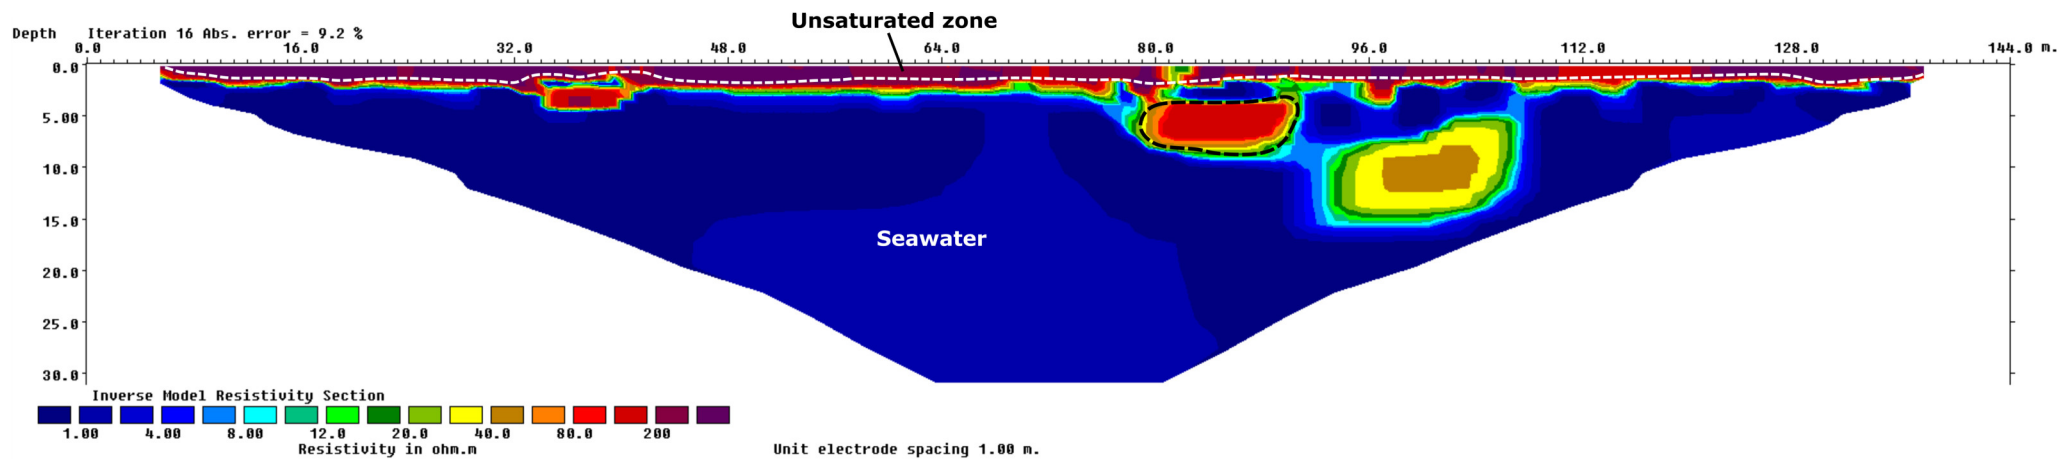 Unsaturated zone
Depth Iteration 16 Abs. error = 9.2 %
0.0 16.0 32.0 48.0 64.0 80.0 96.0 112.0 128.0 144.0 m.
0.0
5.00
10.0
15.0
Seawater
20.0
25.0
30.0
Inverse Model Resistivity Section
1.00 4.00 8.00 12.0 20.0 40.0 80.0 200
Resistivity in ohm.m Unit electrode spacing 1.00 m.